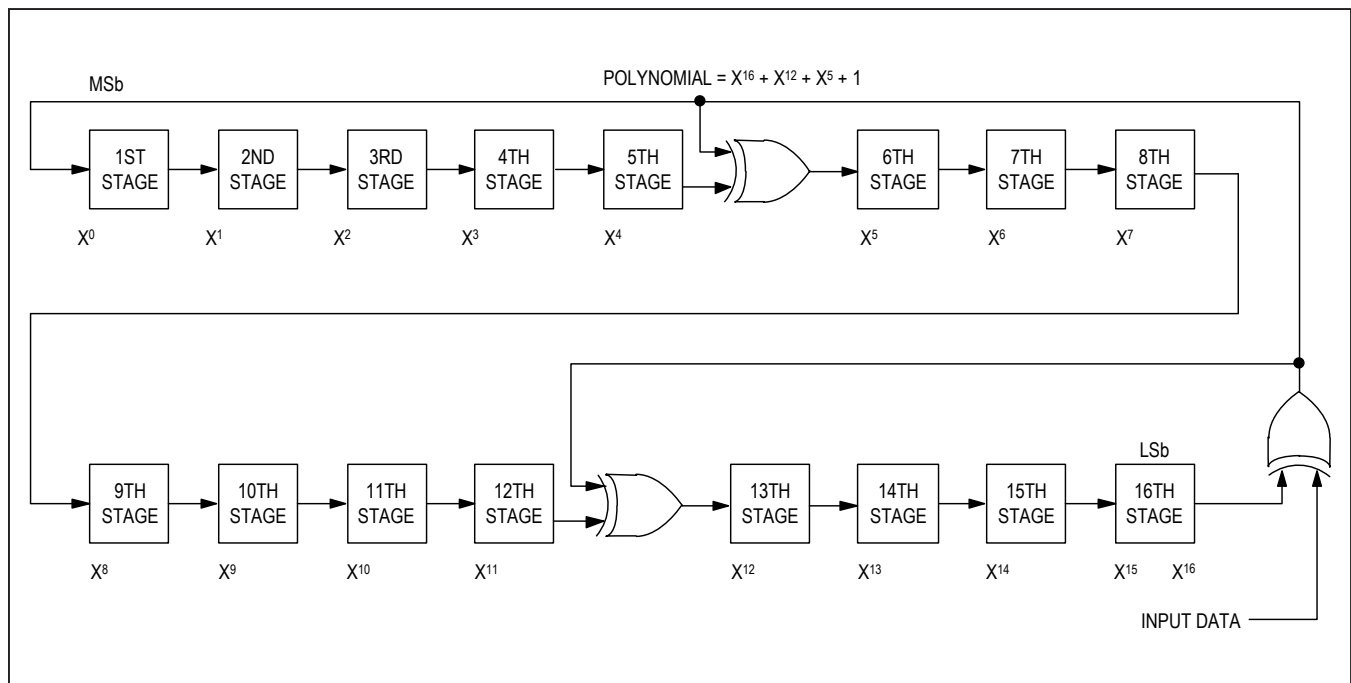 MSb
POLYNOMIAL = X¹⁶ + X¹² + X⁵ + 1
1ST STAGE
2ND STAGE
3RD STAGE
4TH STAGE
5TH STAGE
6TH STAGE
7TH STAGE
8TH STAGE
X⁰
X¹
X²
X³
X⁴
X⁵
X⁶
X⁷
LSb
9TH STAGE
10TH STAGE
11TH STAGE
12TH STAGE
13TH STAGE
14TH STAGE
15TH STAGE
16TH STAGE
X⁸
X⁹
X¹⁰
X¹¹
X¹²
X¹³
X¹⁴
X¹⁵
X¹⁶
INPUT DATA